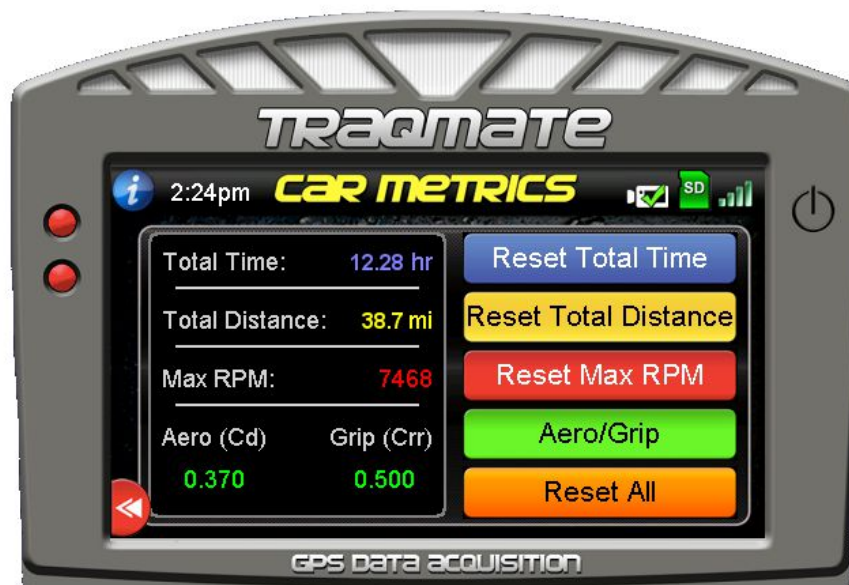 TRAQMATE
2:24pm CAR METRICS SD
Total Time: 12.28 hr
Reset Total Time
Total Distance: 38.7 mi
Reset Total Distance
Max RPM: 7468
Reset Max RPM
Aero (Cd) Grip (Crr)
Aero/Grip
0.370 0.500
Reset All
GPS DATA ACQUISITION